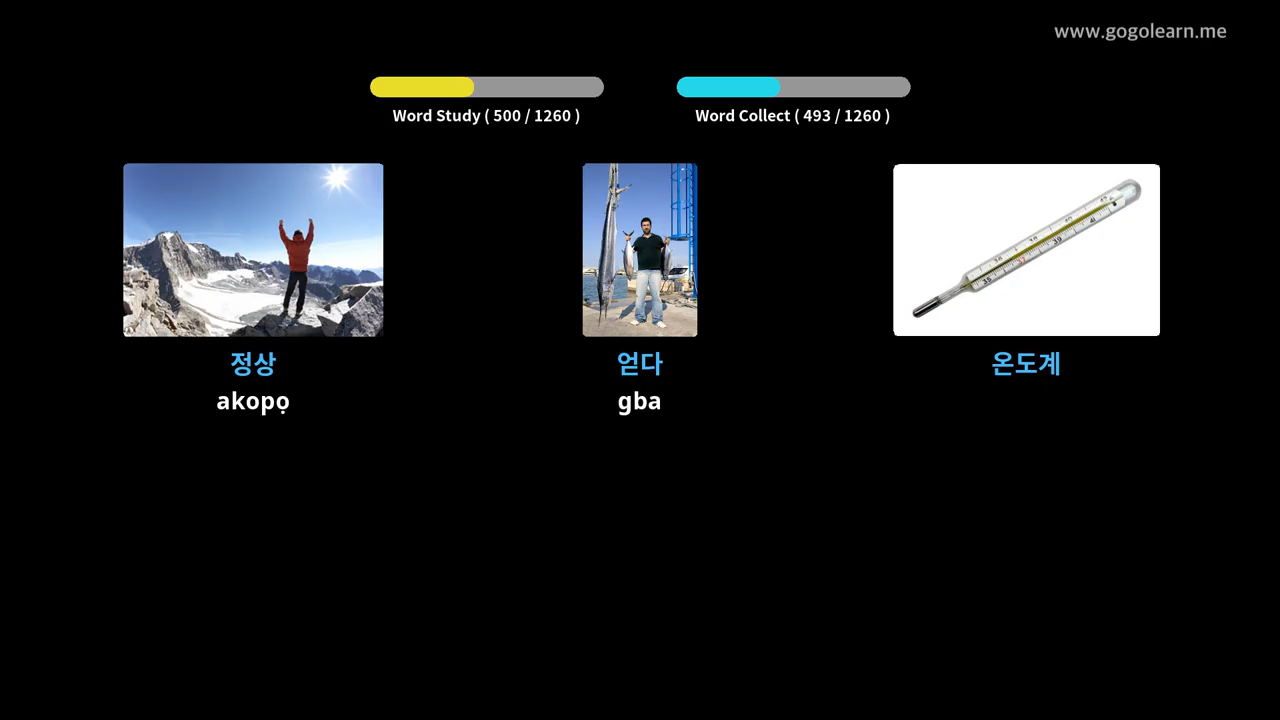 www.gogolearn.me
Word Study ( 500 / 1260 )
Word Collect ( 493 / 1260 )
정상
얻다
온도계
akopọ
gba